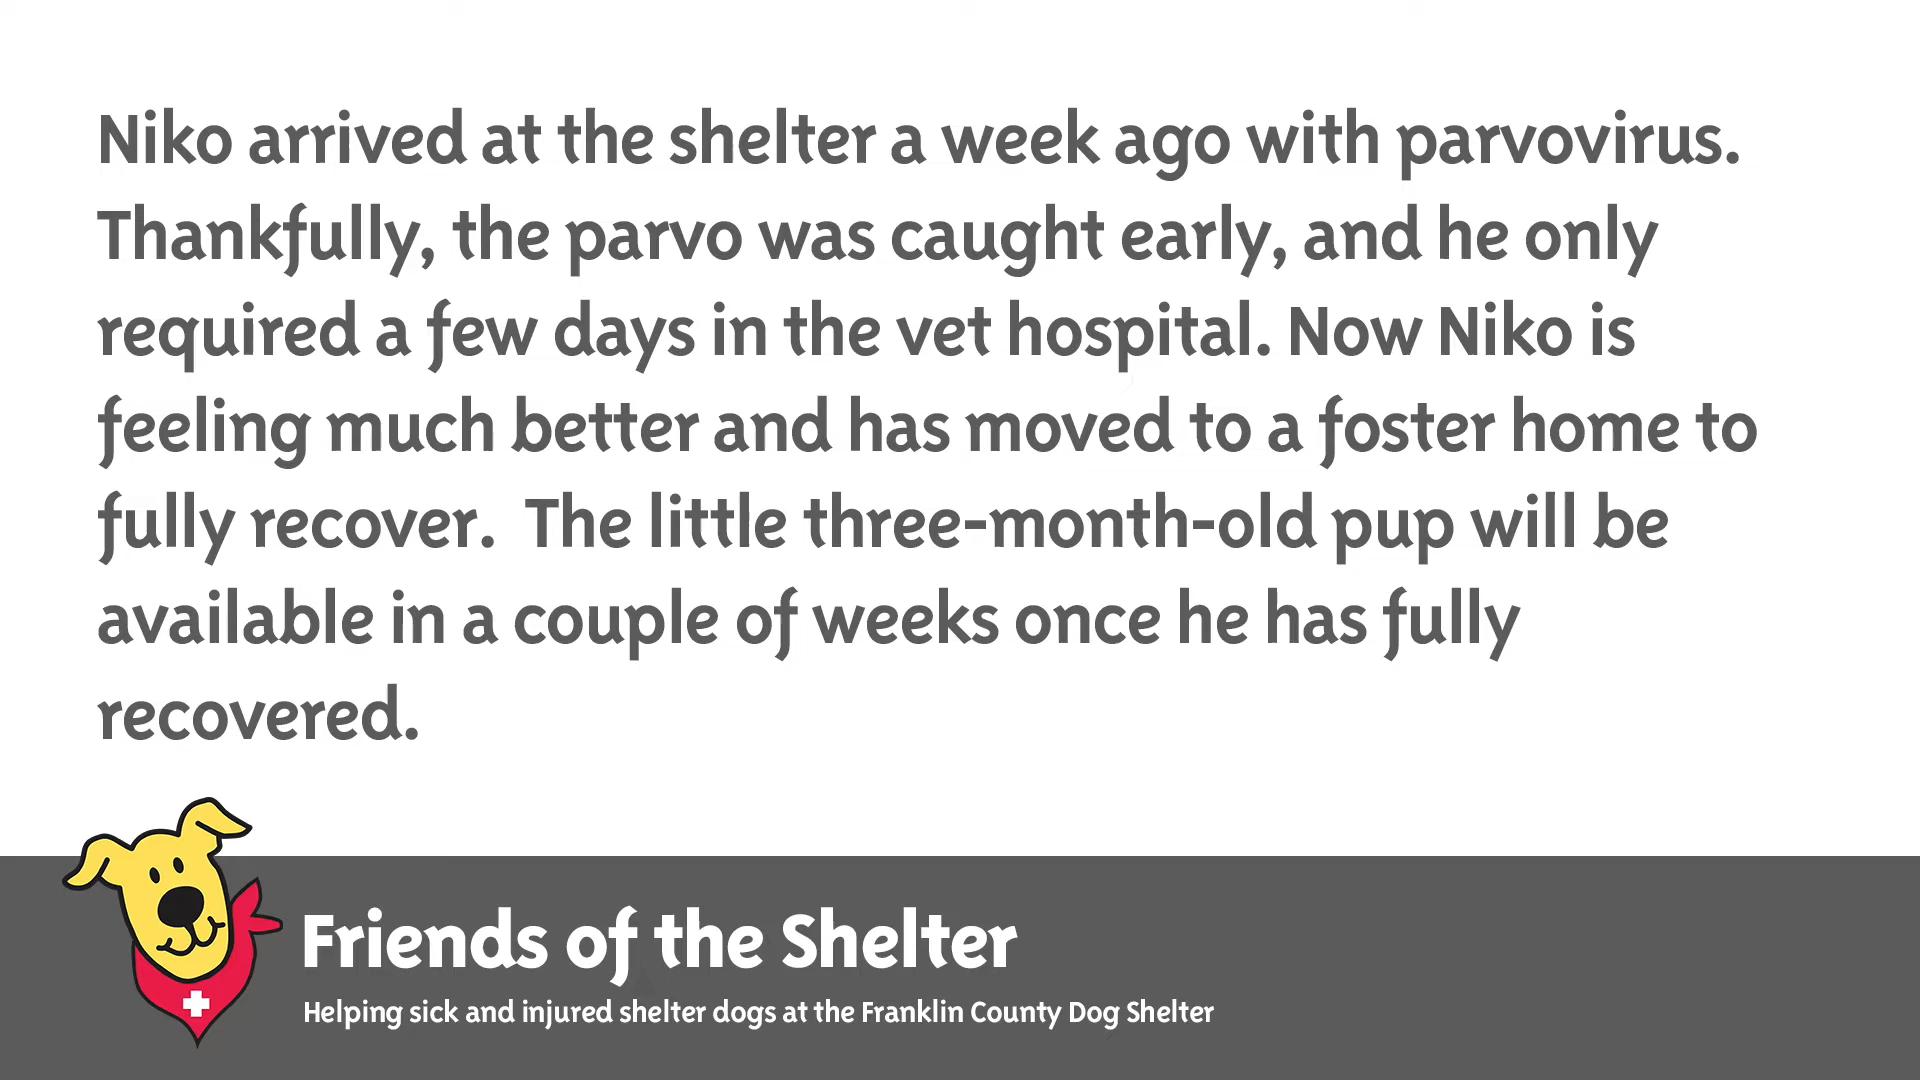 Niko arrived at the shelter a week ago with parvovirus.
Thankfully, the parvo was caught early, and he only
required a few days in the vet hospital. Now Niko is
feeling much better and has moved to a foster home to
fully recover.  The little three-month-old pup will be
available in a couple of weeks once he has fully
recovered.
Friends of the Shelter
Helping sick and injured shelter dogs at the Franklin County Dog Shelter